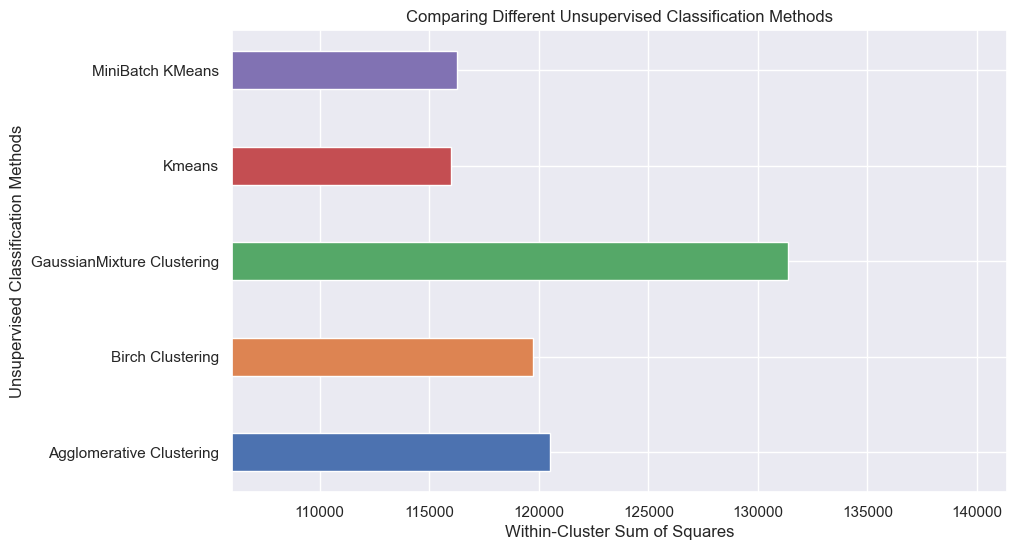 Comparing Different Unsupervised Classification Methods
Unsupervised Classification Methods
MiniBatch KMeans
Kmeans
GaussianMixture Clustering
Birch Clustering
Agglomerative Clustering
110000 115000 120000 125000 130000 135000 140000
Within-Cluster Sum of Squares